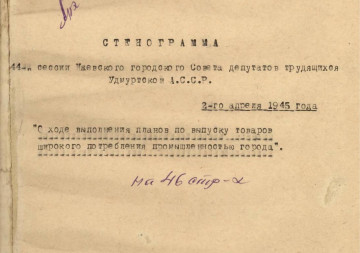 СТЕНОГРАММА
44-й сессии Ижевского городского Совета депутатов трудящихся
Удмуртской А.С.С.Р.
2-го апреля 1945 года
"О ходе выполнения планов по выпуску товаров
широкого потребления промышленностью города".
на 46 стр-х